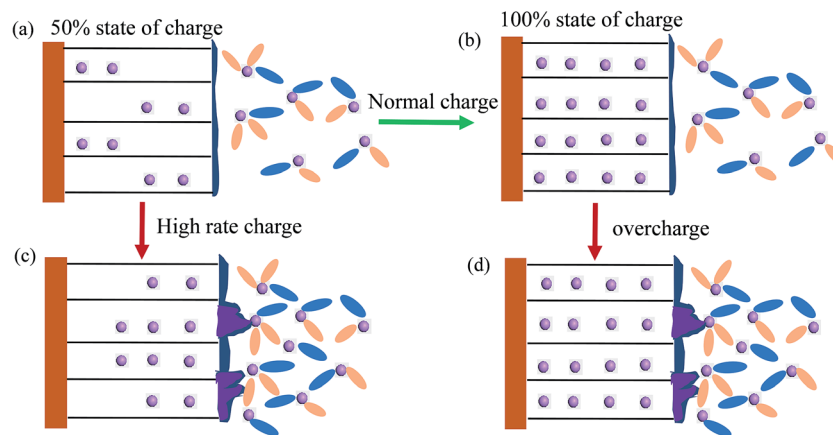 (a)
50% state of charge
(b)
100% state of charge
Normal charge
High rate charge
overcharge
(c)
(d)